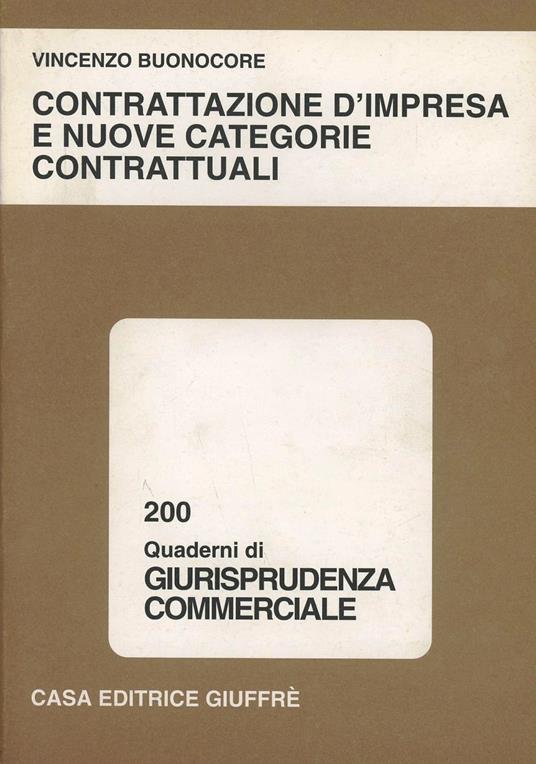 VINCENZO BUONOCORE
CONTRATTAZIONE D'IMPRESA
E NUOVE CATEGORIE
CONTRATTUALI
200
Quaderni di
GIURISPRUDENZA
COMMERCIALE
CASA EDITRICE GIUFFRÈ